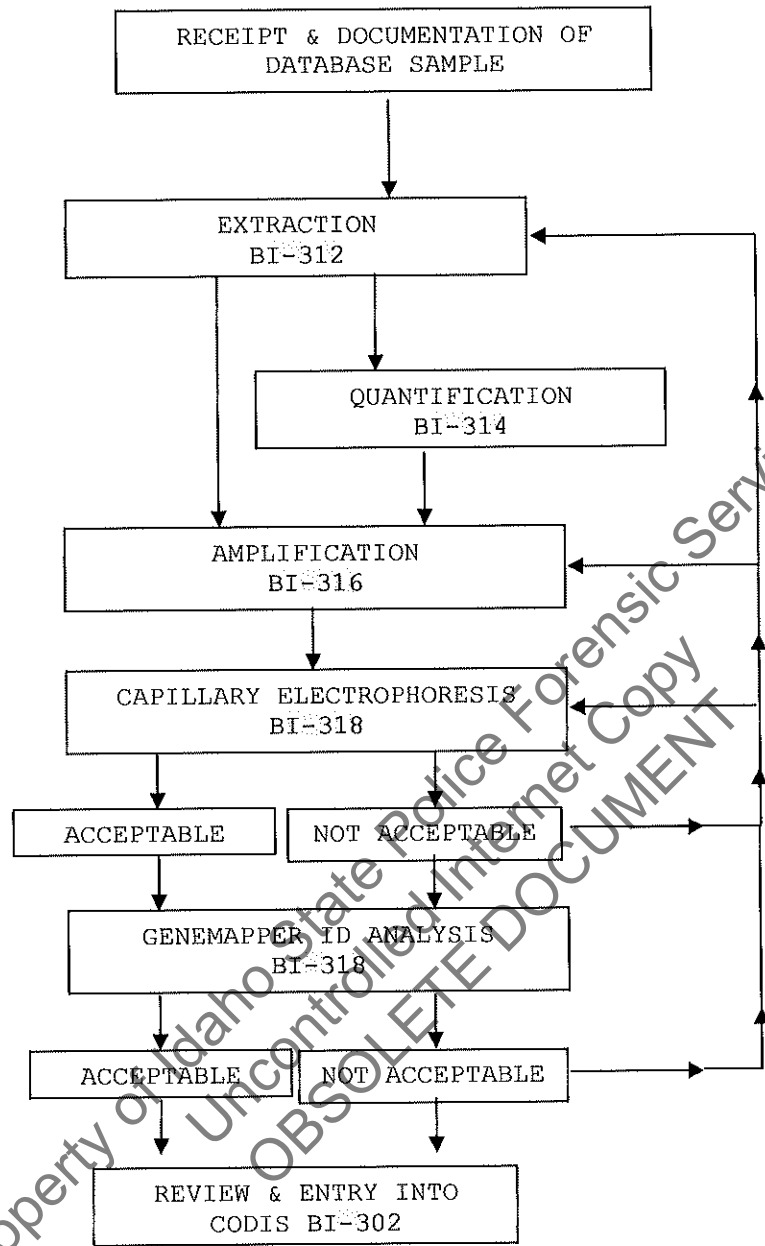 RECEIPT & DOCUMENTATION OF
DATABASE SAMPLE
EXTRACTION
BI-312
QUANTIFICATION
BI-314
AMPLIFICATION
BI-316
CAPILLARY ELECTROPHORESIS
BI-318
ACCEPTABLE
NOT ACCEPTABLE
GENEMAPPER ID ANALYSIS
BI-318
ACCEPTABLE
NOT ACCEPTABLE
REVIEW & ENTRY INTO
CODIS BI-302
of Idaho State Police Forensic
Uncontrolled Internet Copy
OBSOLETE DOCUMENT